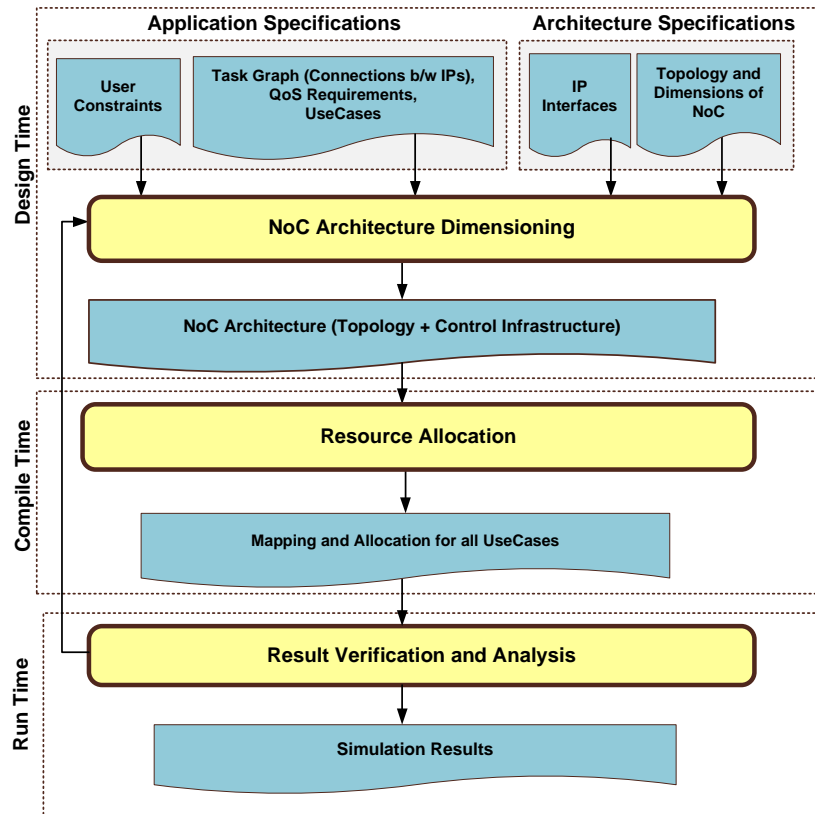 Application Specifications
Architecture Specifications
User
Constraints
Task Graph (Connections b/w IPs),
QoS Requirements,
UseCases
IP
Interfaces
Topology and
Dimensions of
NoC
Design Time
NoC Architecture Dimensioning
NoC Architecture (Topology + Control Infrastructure)
Compile Time
Resource Allocation
Mapping and Allocation for all UseCases
Run Time
Result Verification and Analysis
Simulation Results